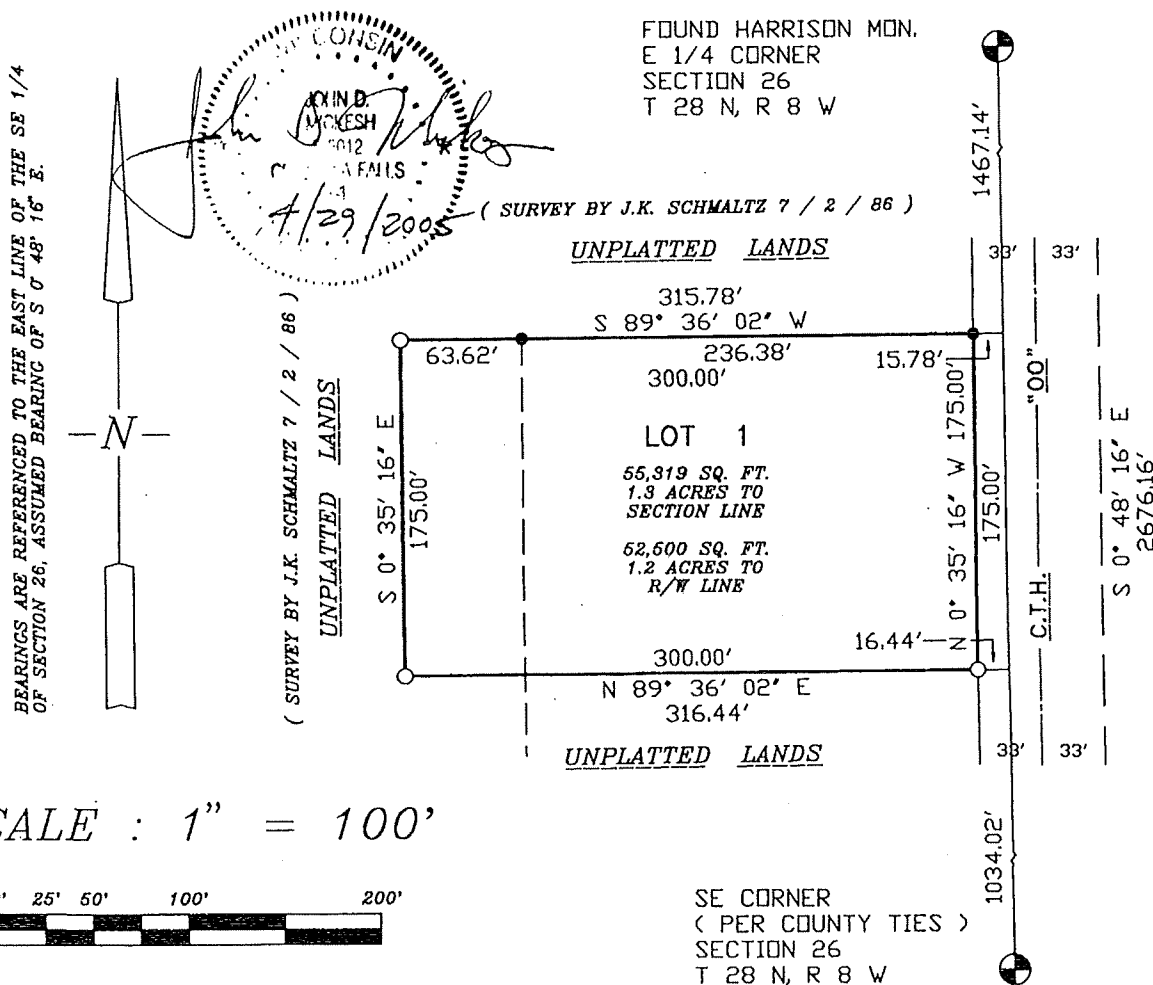 BEARINGS ARE REFERENCED TO THE EAST LINE OF THE SE 1/4
OF SECTION 26, ASSUMED BEARING OF S 0° 48' 16" E.
CONSIN
JOHN D.
MICKESH
FALLS
4/29/2005
FOUND HARRISON MON.
E 1/4 CORNER
SECTION 26
T 28 N, R 8 W
1467.14'
( SURVEY BY J.K. SCHMALTZ 7 / 2 / 86 )
UNPLATTED LANDS
33' 33'
315.78'
S 89° 36' 02" W
63.62' 236.38' 15.78'
300.00'
( SURVEY BY J.K. SCHMALTZ 7 / 2 / 86 )
UNPLATTED LANDS
S 0° 35' 16" E
175.00'
N
LOT 1
55,319 SQ. FT.
1.3 ACRES TO
SECTION LINE
52,500 SQ. FT.
1.2 ACRES TO
R/W LINE
N 0° 35' 16" W 175.00'
175.00'
C.T.H. "OO"
S 0° 48' 16" E
2676.16'
16.44'
300.00'
N 89° 36' 02" E
316.44'
UNPLATTED LANDS
33' 33'
1034.02'
CALE : 1" = 100'
25' 50' 100' 200'
SE CORNER
( PER COUNTY TIES )
SECTION 26
T 28 N, R 8 W